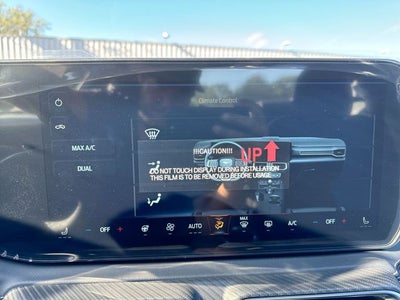 Climate Control
MAX A/C
DUAL
!!!CAUTION!!!
UP
DO NOT TOUCH DISPLAY DURING INSTALLATION
THIS FILM IS TO BE REMOVED BEFORE USAGE
OFF
AUTO
MAX
A/C
OFF